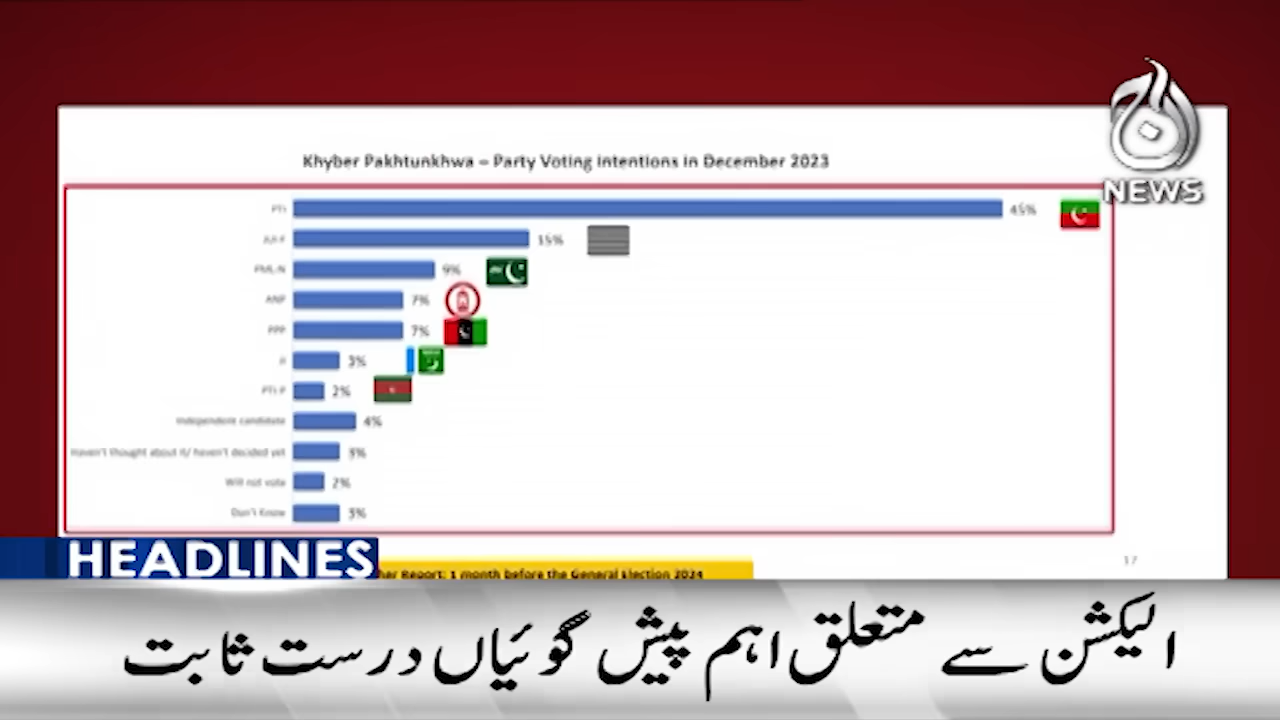 NEWS
Khyber Pakhtunkhwa – Party Voting Intentions in December 2023
PTI 45%
JUI-F 15%
PML-N 9%
ANP 7%
PPP 7%
3%
PTI-P 2%
Independent candidate 4%
Haven't thought about it/ haven't decided yet 3%
Will not vote 2%
Don't Know 3%
17
HEADLINES
Report: 1 month before the General Election 2024
الیکشن سے متعلق اہم پیش گوئیاں درست ثابت